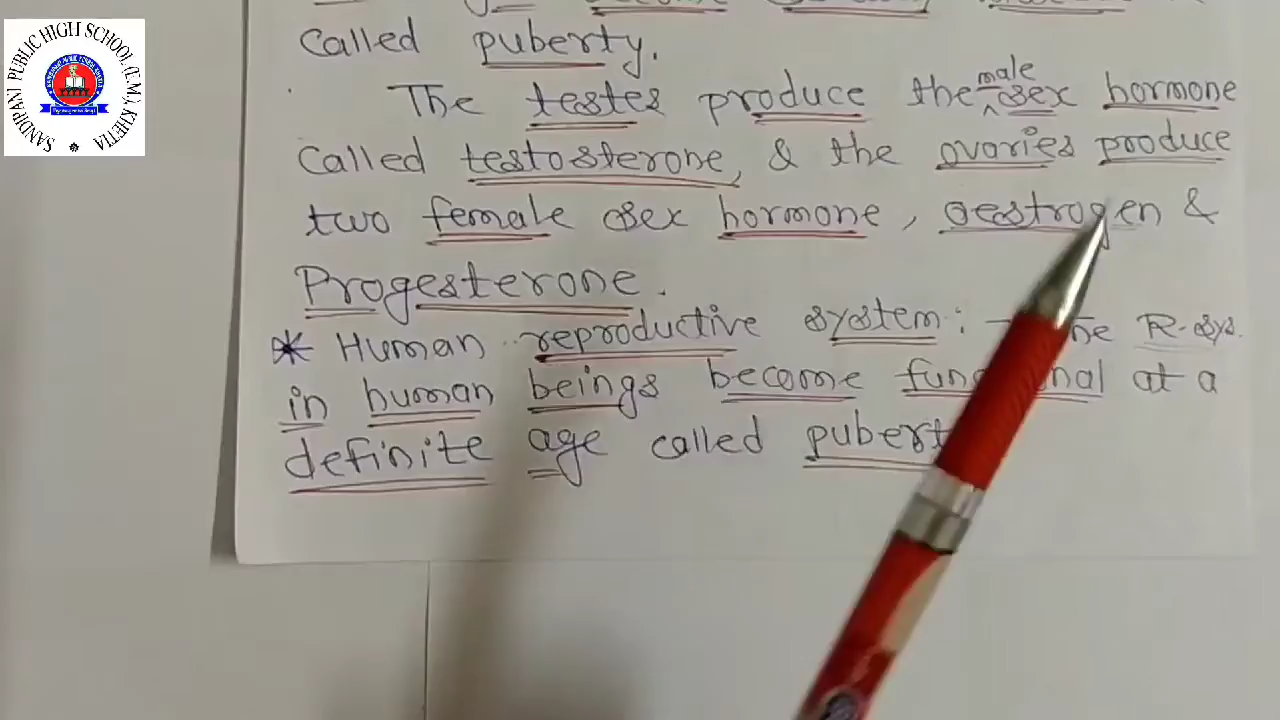 SANDIPANI PUBLIC HIGH SCHOOL (E.M.), KHETIA
called puberty.
The testes produce the male sex hormone
called testosterone, & the ovaries produce
two female sex hormone, oestrogen &
Progesterone.
* Human reproductive system: - The R-sys.
in human beings become functional at a
definite age called pubert